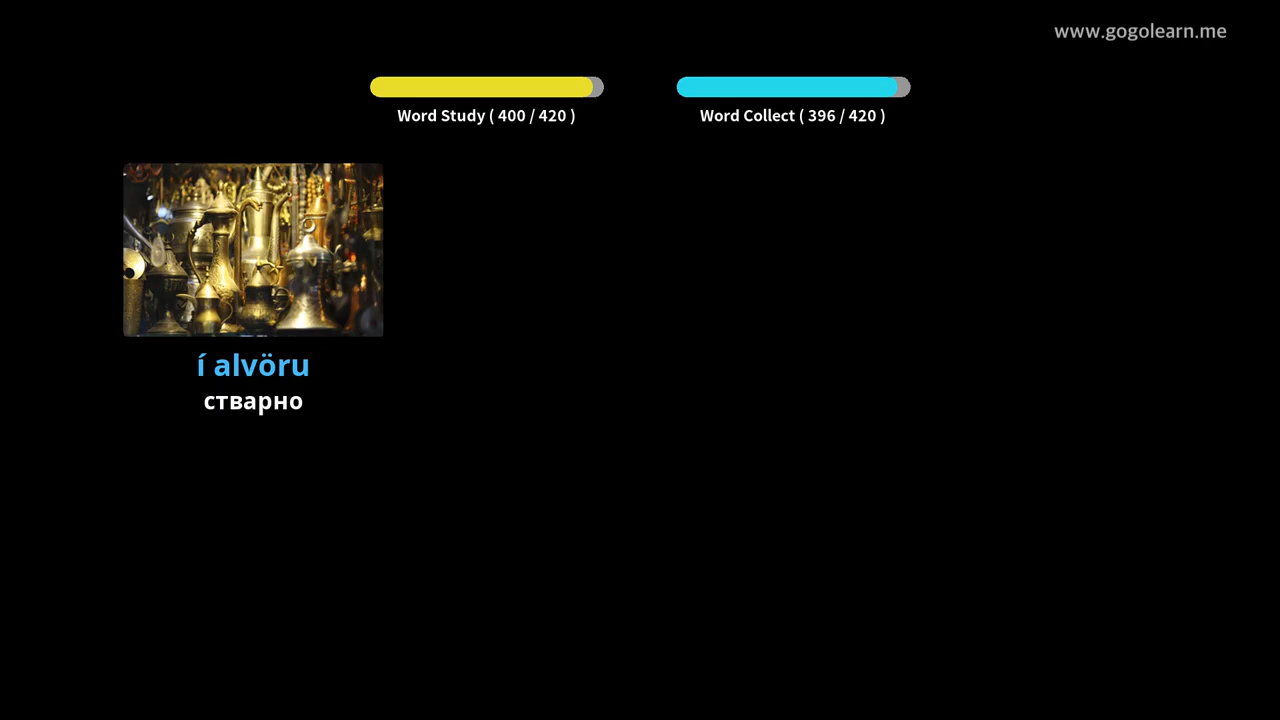 www.gogolearn.me
Word Study ( 400 / 420 )
Word Collect ( 396 / 420 )
í alvöru
стварно